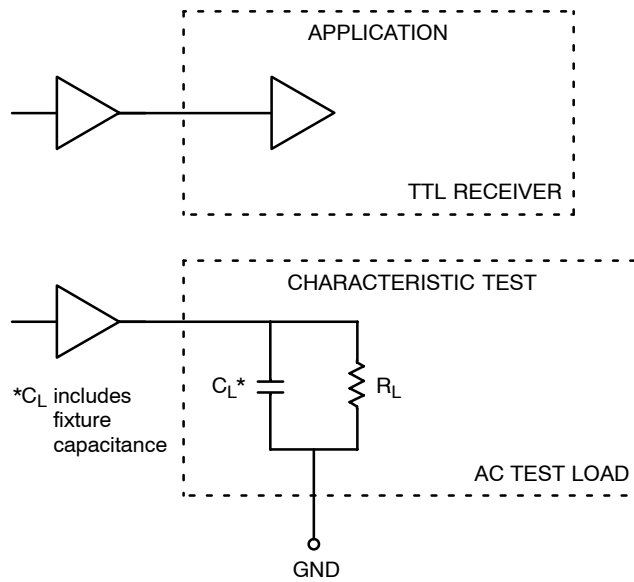 APPLICATION
TTL RECEIVER
CHARACTERISTIC TEST
*CL includes
fixture
capacitance
CL*
RL
AC TEST LOAD
GND